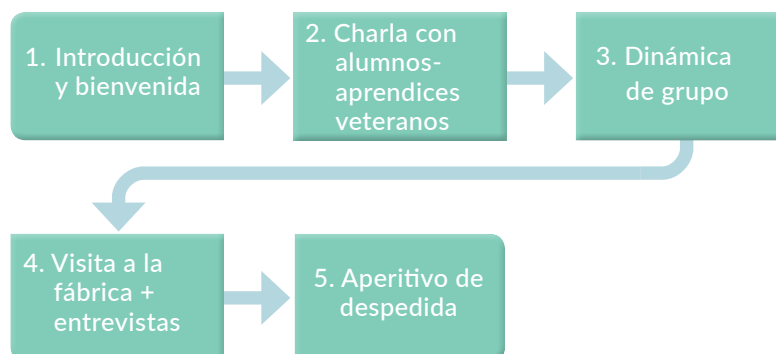 1. Introducción
y bienvenida
2. Charla con
alumnos-
aprendices
veteranos
3. Dinámica
de grupo
4. Visita a la
fábrica +
entrevistas
5. Aperitivo de
despedida